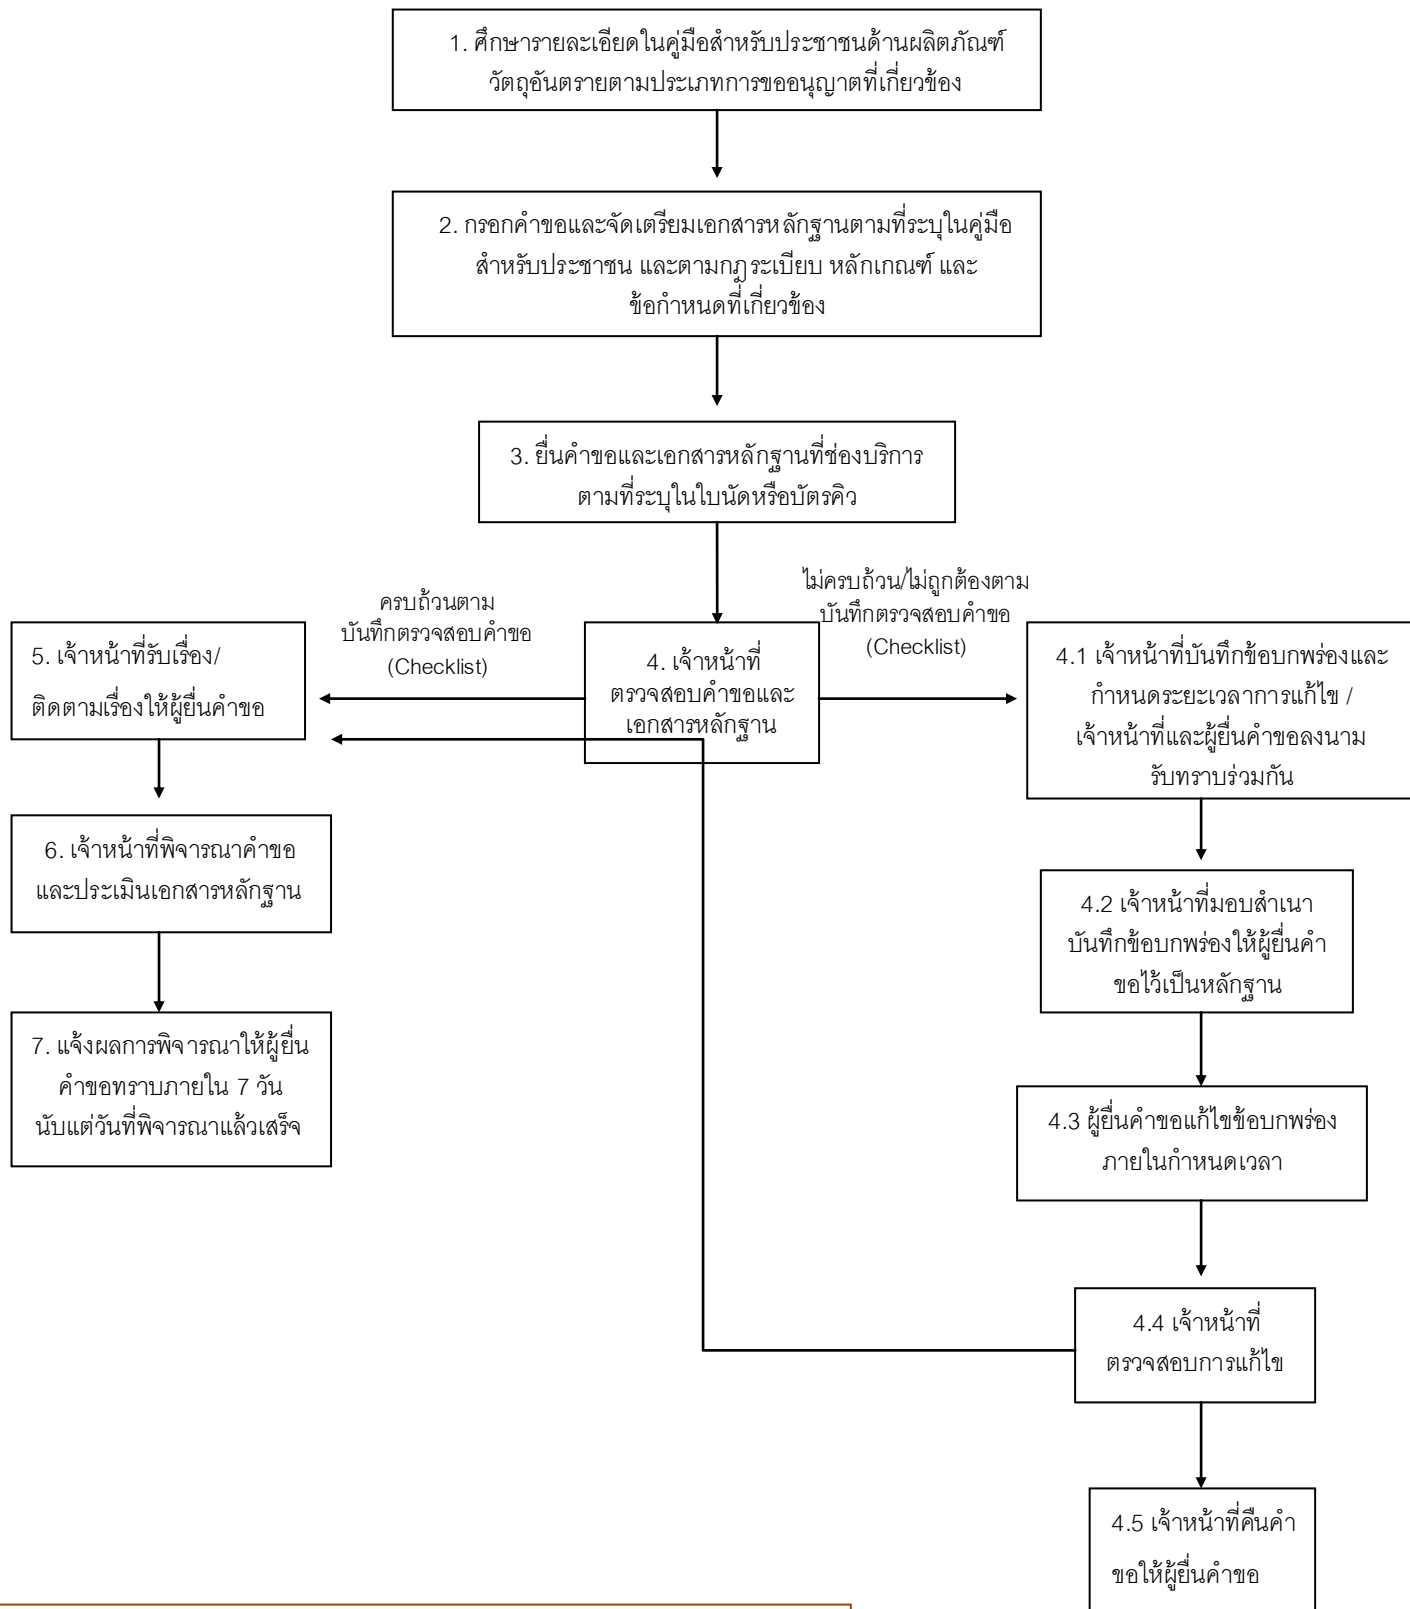 1. ศึกษารายละเอียดในคู่มือสำหรับประชาชนด้านผลิตภัณฑ์
วัตถุอันตรายตามประเภทการขออนุญาตที่เกี่ยวข้อง
2. กรอกคำขอและจัดเตรียมเอกสารหลักฐานตามที่ระบุในคู่มือ
สำหรับประชาชน และตามกฎระเบียบ หลักเกณฑ์ และ
ข้อกำหนดที่เกี่ยวข้อง
3. ยื่นคำขอและเอกสารหลักฐานที่ช่องบริการ
ตามที่ระบุในใบนัดหรือบัตรคิว
ครบถ้วนตาม
บันทึกตรวจสอบคำขอ
(Checklist)
ไม่ครบถ้วน/ไม่ถูกต้องตาม
บันทึกตรวจสอบคำขอ
(Checklist)
4. เจ้าหน้าที่
ตรวจสอบคำขอและ
เอกสารหลักฐาน
5. เจ้าหน้าที่รับเรื่อง/
ติดตามเรื่องให้ผู้ยื่นคำขอ
6. เจ้าหน้าที่พิจารณาคำขอ
และประเมินเอกสารหลักฐาน
7. แจ้งผลการพิจารณาให้ผู้ยื่น
คำขอทราบภายใน 7 วัน
นับแต่วันที่พิจารณาแล้วเสร็จ
4.1 เจ้าหน้าที่บันทึกข้อบกพร่องและ
กำหนดระยะเวลาการแก้ไข /
เจ้าหน้าที่และผู้ยื่นคำขอลงนาม
รับทราบร่วมกัน
4.2 เจ้าหน้าที่มอบสำเนา
บันทึกข้อบกพร่องให้ผู้ยื่นคำ
ขอไว้เป็นหลักฐาน
4.3 ผู้ยื่นคำขอแก้ไขข้อบกพร่อง
ภายในกำหนดเวลา
4.4 เจ้าหน้าที่
ตรวจสอบการแก้ไข
4.5 เจ้าหน้าที่คืนคำ
ขอให้ผู้ยื่นคำขอ